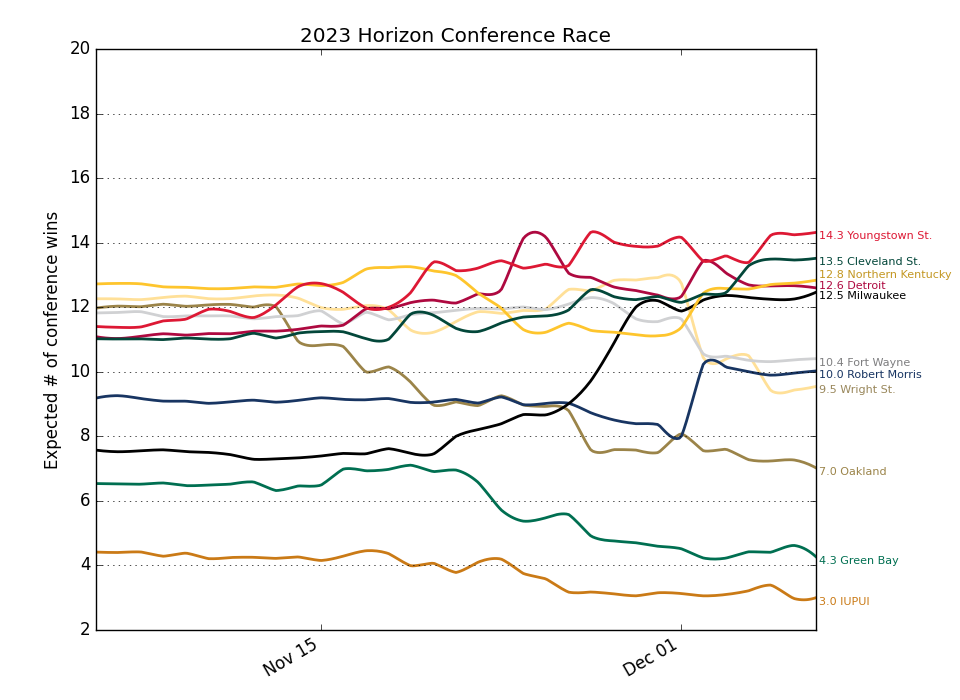 2023 Horizon Conference Race
Expected # of conference wins
20
18
16
14
12
10
8
6
4
2
Nov 15
Dec 01
14.3 Youngstown St.
13.5 Cleveland St.
12.8 Northern Kentucky
12.6 Detroit
12.5 Milwaukee
10.4 Fort Wayne
10.0 Robert Morris
9.5 Wright St.
7.0 Oakland
4.3 Green Bay
3.0 IUPUI